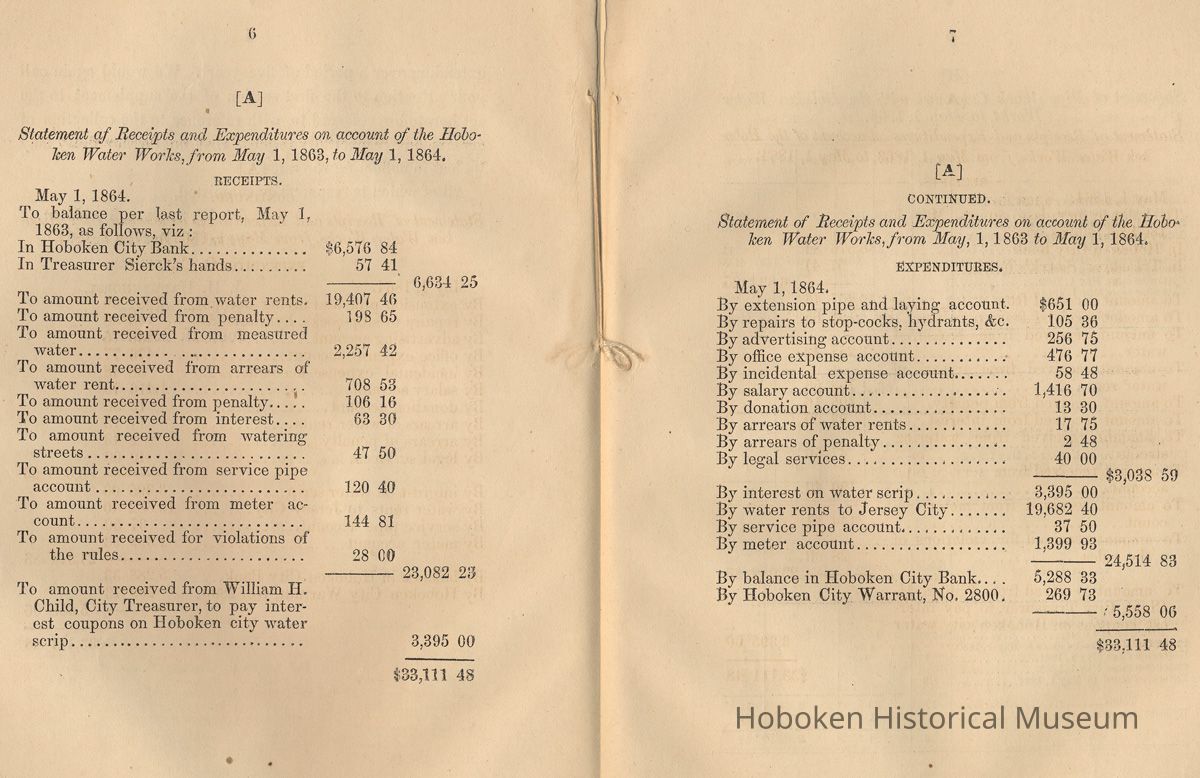 6
[A]
Statement of Receipts and Expenditures on account of the Hobo-
ken Water Works, from May 1, 1863, to May 1, 1864.
RECEIPTS.
May 1, 1864.
To balance per last report, May 1,
1863, as follows, viz :
In Hoboken City Bank.............. $6,576 84
In Treasurer Sierck's hands......... 57 41
6,634 25
To amount received from water rents. 19,407 46
To amount received from penalty.... 198 65
To amount received from measured
water........................... 2,257 42
To amount received from arrears of
water rent...................... 708 53
To amount received from penalty..... 106 16
To amount received from interest.... 63 30
To amount received from watering
streets.......................... 47 50
To amount received from service pipe
account......................... 120 40
To amount received from meter ac-
count........................... 144 81
To amount received for violations of
the rules....................... 28 00
23,082 23
To amount received from William H.
Child, City Treasurer, to pay inter-
est coupons on Hoboken city water
scrip........................... 3,395 00
$33,111 48
7
[A]
CONTINUED.
Statement of Receipts and Expenditures on account of the Hobo-
ken Water Works, from May, 1, 1863 to May 1, 1864.
EXPENDITURES.
May 1, 1864.
By extension pipe and laying account. $651 00
By repairs to stop-cocks, hydrants, &c. 105 36
By advertising account.............. 256 75
By office expense account........... 476 77
By incidental expense account....... 58 48
By salary account................... 1,416 70
By donation account................ 13 30
By arrears of water rents............ 17 75
By arrears of penalty............... 2 48
By legal services................... 40 00
$3,038 59
By interest on water scrip........... 3,395 00
By water rents to Jersey City....... 19,682 40
By service pipe account............. 37 50
By meter account.................. 1,399 93
24,514 83
By balance in Hoboken City Bank.... 5,288 33
By Hoboken City Warrant, No. 2800. 269 73
5,558 06
$33,111 48
Hoboken Historical Museum